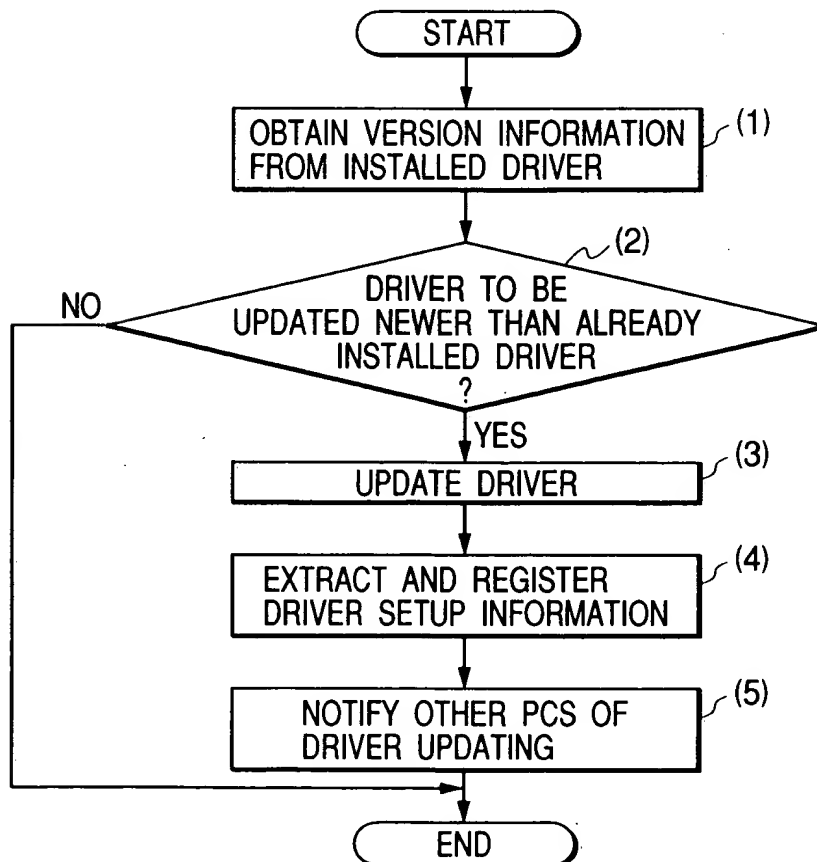 START
(1)
OBTAIN VERSION INFORMATION
FROM INSTALLED DRIVER
(2)
DRIVER TO BE
UPDATED NEWER THAN ALREADY
INSTALLED DRIVER
?
NO
YES
(3)
UPDATE DRIVER
(4)
EXTRACT AND REGISTER
DRIVER SETUP INFORMATION
(5)
NOTIFY OTHER PCS OF
DRIVER UPDATING
END